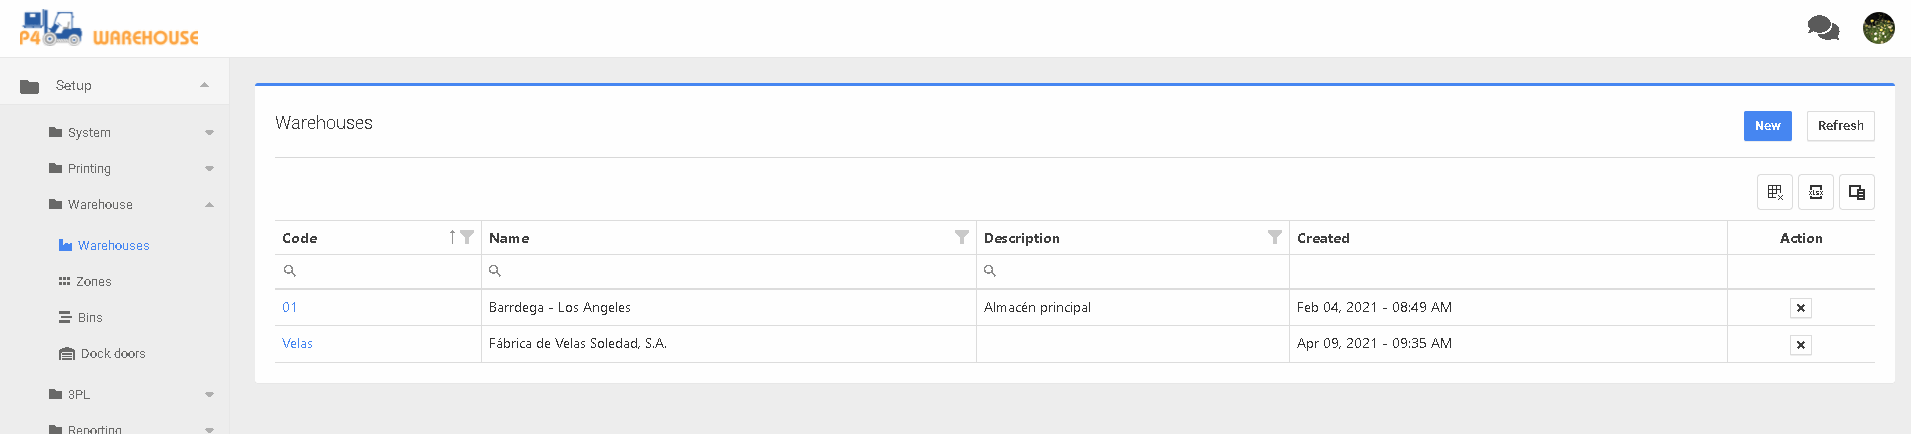 P4 WAREHOUSE
Setup
System
Printing
Warehouse
Warehouses
Zones
Bins
Dock doors
3PL
Reporting
Warehouses
New Refresh
xlsx
Code Name Description Created Action
01 Barrdega - Los Angeles Almacén principal Feb 04, 2021 - 08:49 AM
Velas Fábrica de Velas Soledad, S.A. Apr 09, 2021 - 09:35 AM